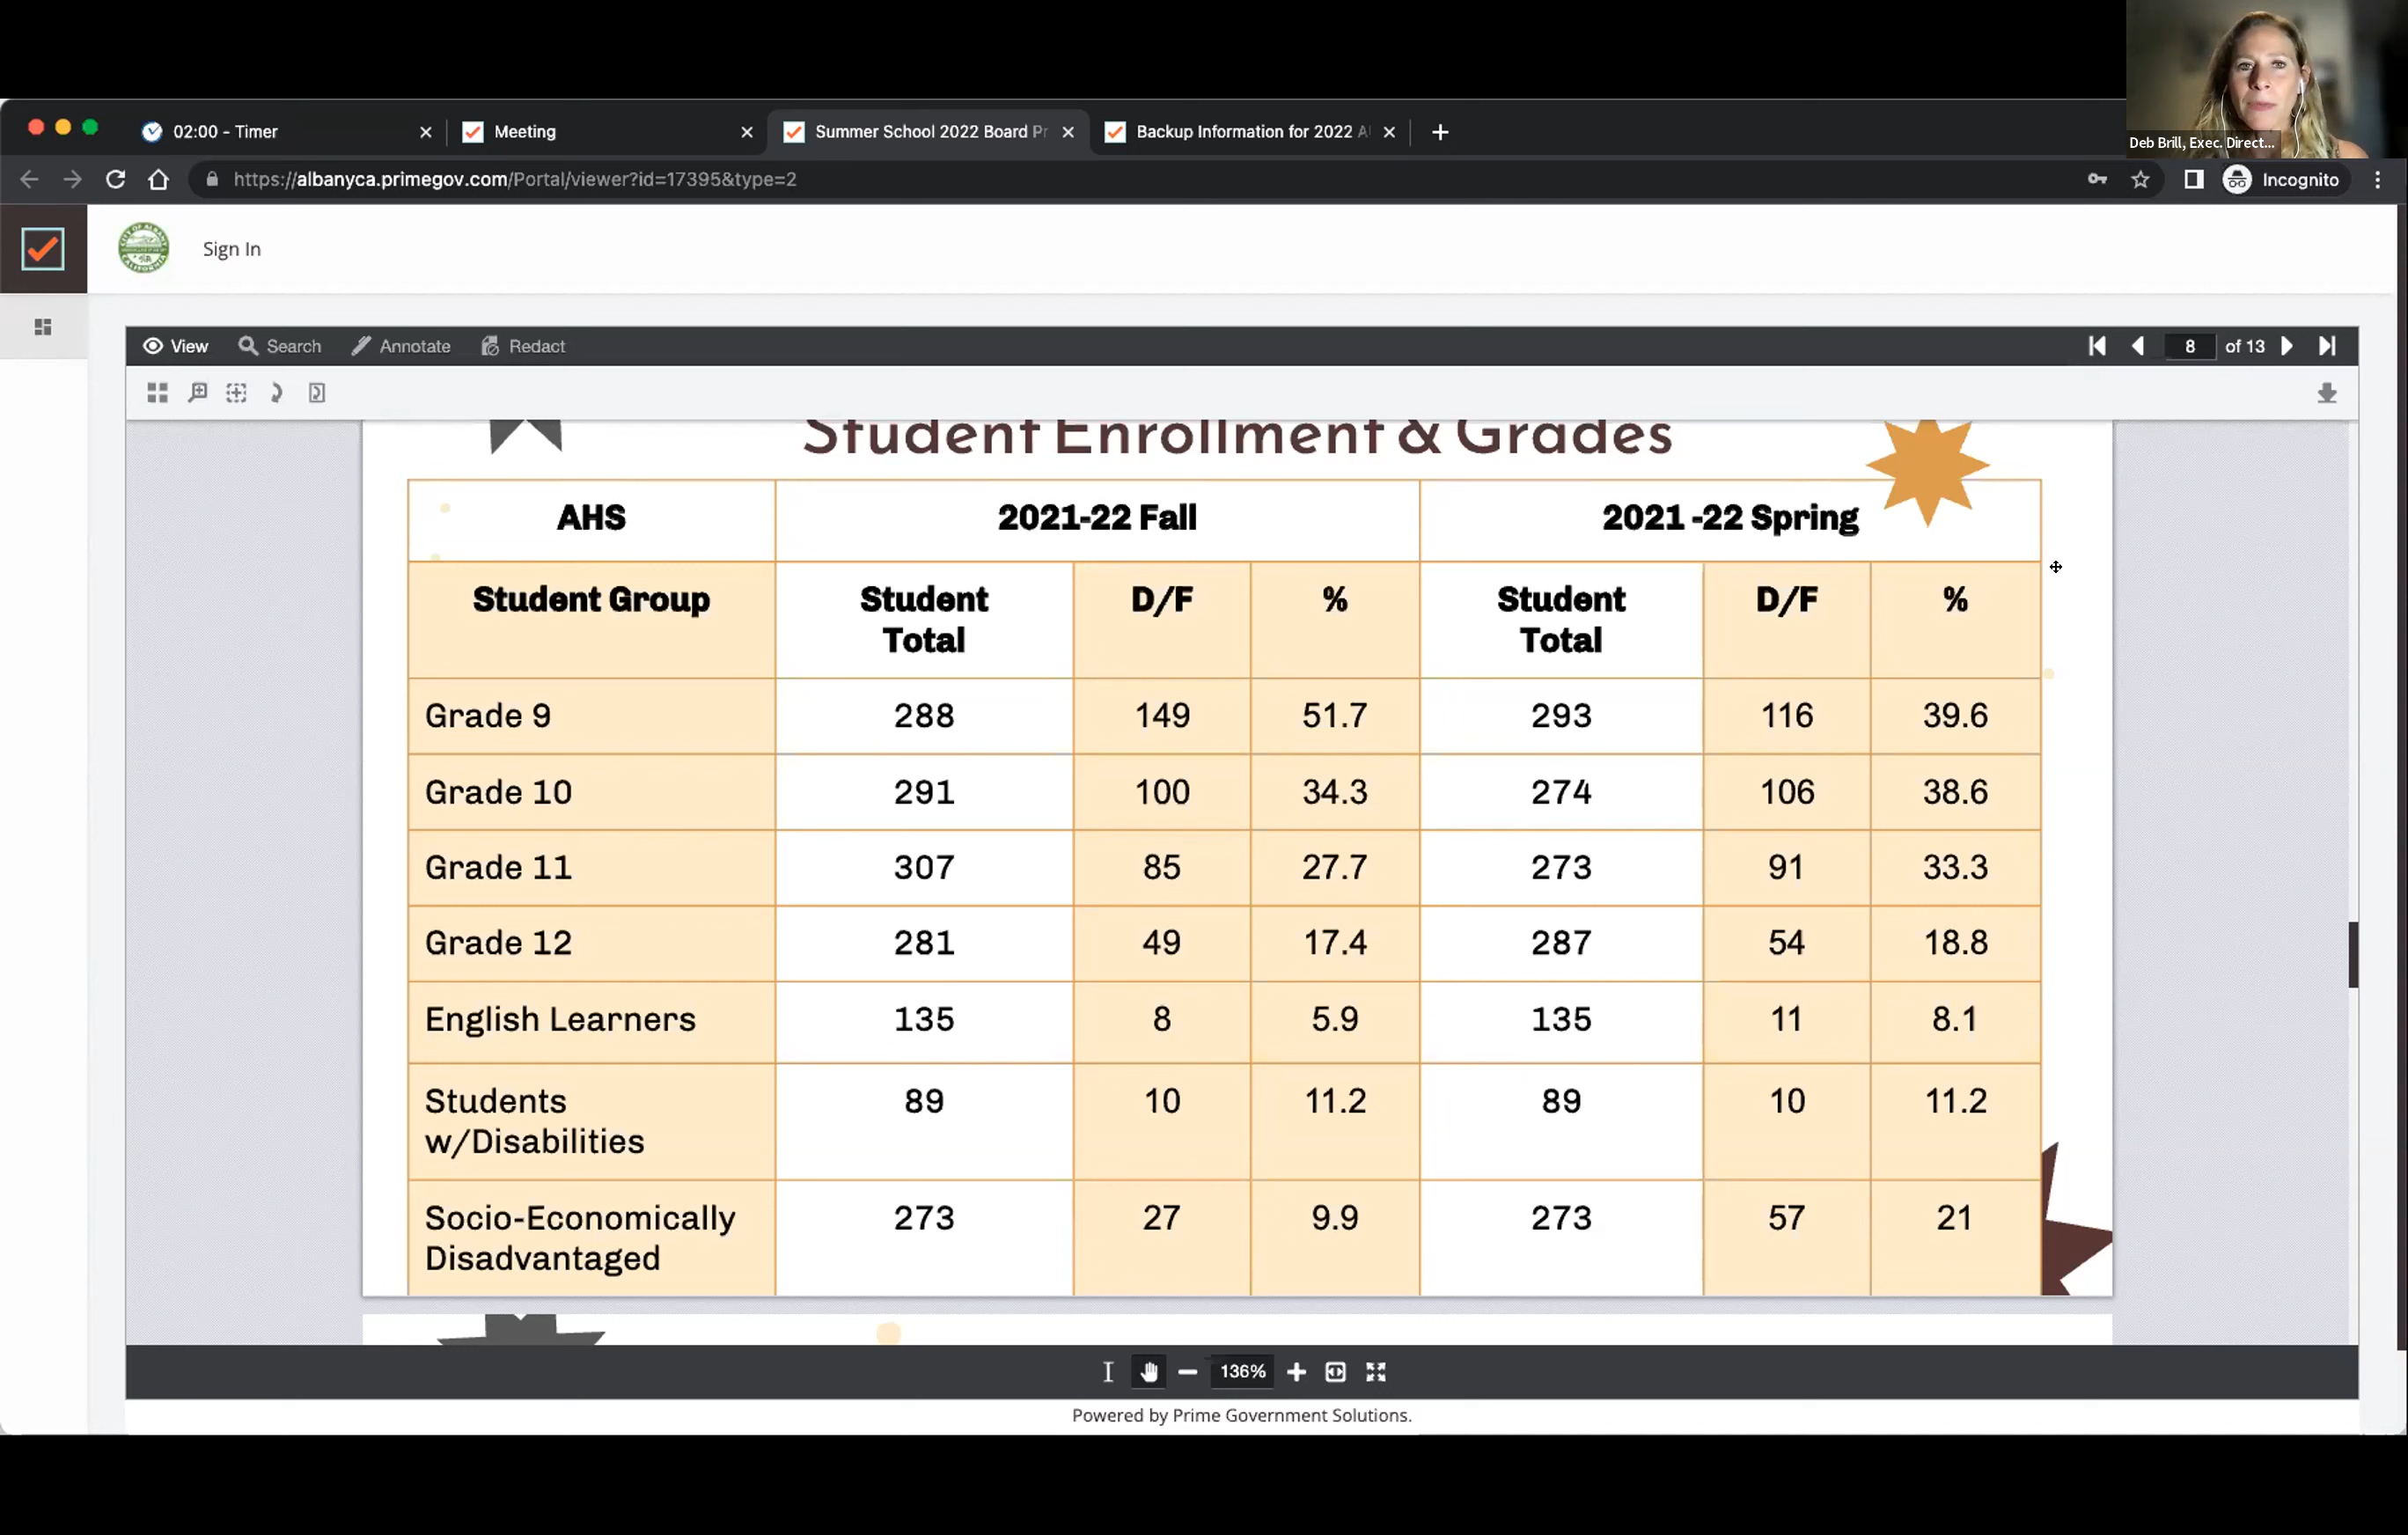 Deb Brill, Exec. Direct...
02:00 - Timer
Meeting
Summer School 2022 Board Pr
Backup Information for 2022 A
https://albanyca.primegov.com/Portal/viewer?id=17395&type=2
Incognito
Sign In
View Search Annotate Redact
8 of 13
Student Enrollment & Grades
AHS 2021-22 Fall 2021 -22 Spring
Student Group Student Total D/F % Student Total D/F %
Grade 9 288 149 51.7 293 116 39.6
Grade 10 291 100 34.3 274 106 38.6
Grade 11 307 85 27.7 273 91 33.3
Grade 12 281 49 17.4 287 54 18.8
English Learners 135 8 5.9 135 11 8.1
Students w/Disabilities 89 10 11.2 89 10 11.2
Socio-Economically Disadvantaged 273 27 9.9 273 57 21
136%
Powered by Prime Government Solutions.